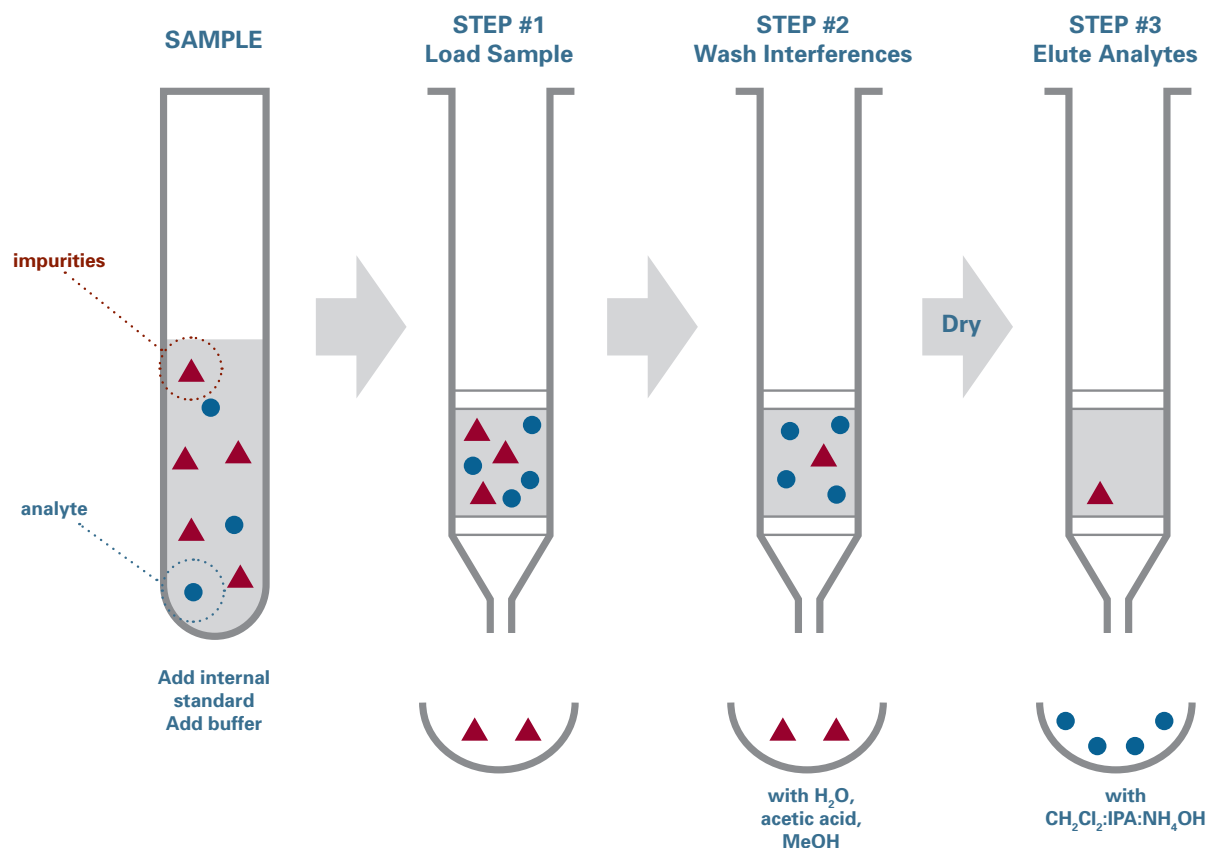 SAMPLE
STEP #1
Load Sample
STEP #2
Wash Interferences
STEP #3
Elute Analytes
impurities
Dry
analyte
Add internal
standard
Add buffer
with H₂O,
acetic acid,
MeOH
with
CH₂Cl₂:IPA:NH₄OH